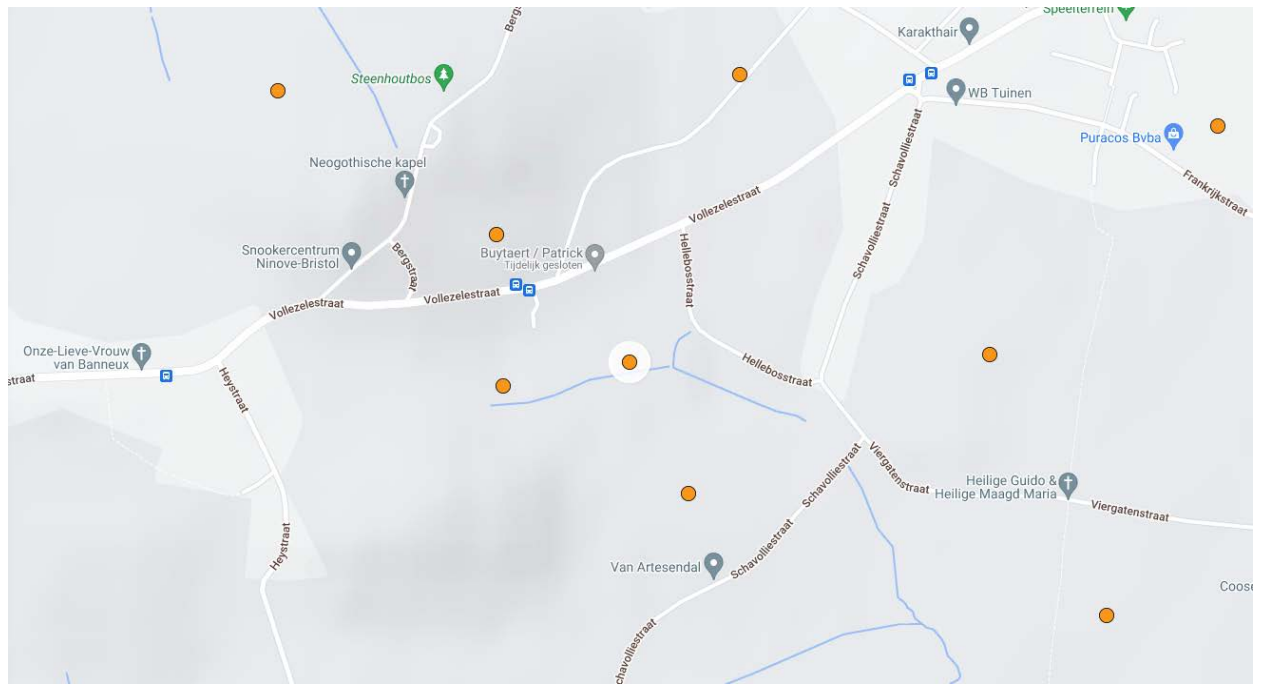 Speelterrein
Karakthair
Bergs
Steenhoutbos
WB Tuinen
Puracos Bvba
Schavolliestraat
Neogothische kapel
Frankrijkstraat
Vollezelestraat
Schavolliestraat
Snookercentrum
Ninove-Bristol
Bergstraat
Buytaert / Patrick
Tijdelijk gesloten
Hellebosstraat
Vollezelestraat
Vollezelestraat
Onze-Lieve-Vrouw
van Banneux
straat
Heystraat
Hellebosstraat
Viergatenstraat
Schavolliestraat
Heilige Guido &
Heilige Maagd Maria
Viergatenstraat
Heystraat
Schavolliestraat
Van Artesendal
Coose
chavolliestraat